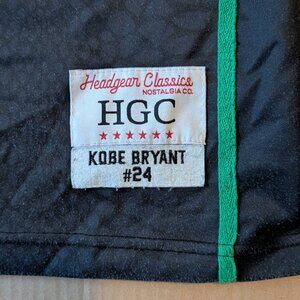 Headgear Classics
NOSTALGIA CO.
HGC
KOBE BRYANT
#24